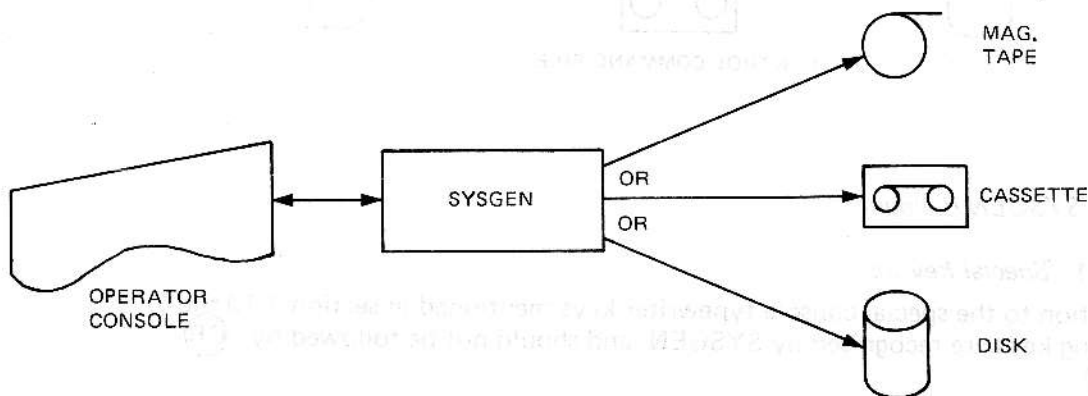 MAG.
TAPE
OR
SYSGEN
CASSETTE
OR
OPERATOR
CONSOLE
DISK